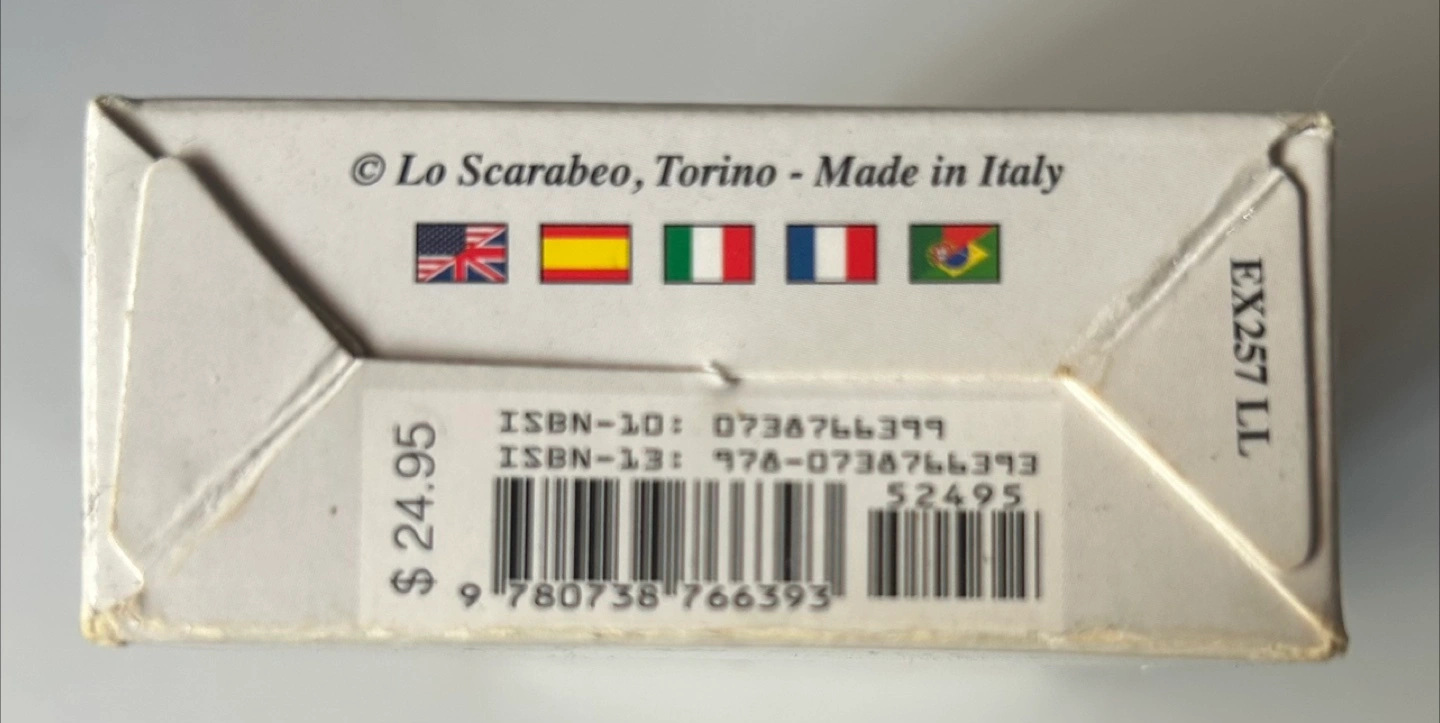 © Lo Scarabeo, Torino - Made in Italy
EX257 LL
$ 24.95
ISBN-10: 0738766399
ISBN-13: 978-0738766393
52495
9 780738 766393